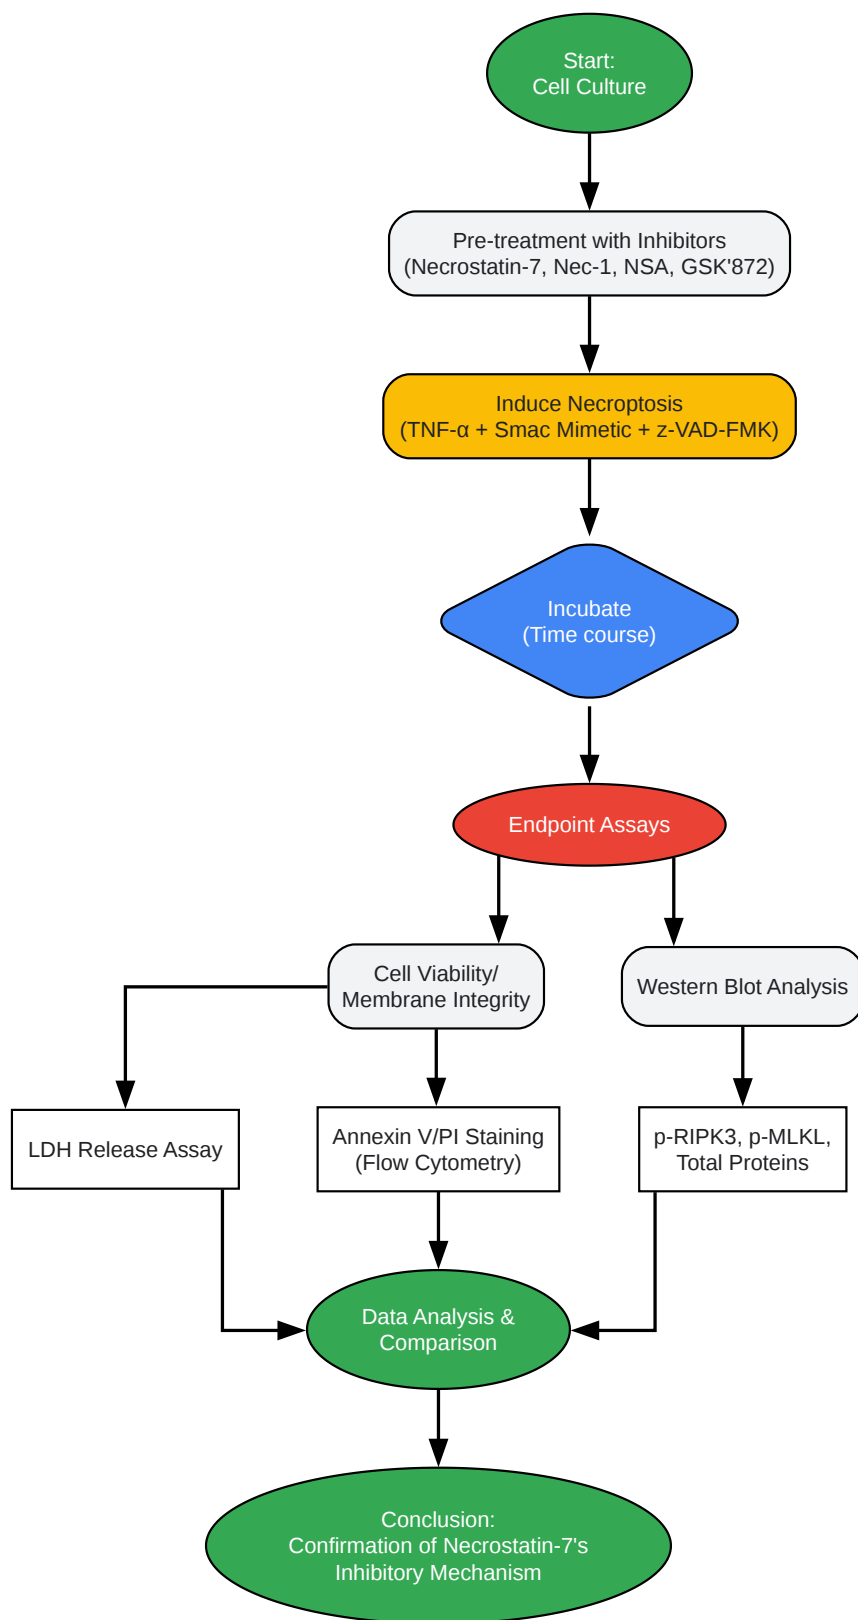 Start:
Cell Culture
Pre-treatment with Inhibitors
(Necrostatin-7, Nec-1, NSA, GSK'872)
Induce Necroptosis
(TNF-α + Smac Mimetic + z-VAD-FMK)
Incubate
(Time course)
Endpoint Assays
Cell Viability/
Membrane Integrity
Western Blot Analysis
LDH Release Assay
Annexin V/PI Staining
(Flow Cytometry)
p-RIPK3, p-MLKL,
Total Proteins
Data Analysis &
Comparison
Conclusion:
Confirmation of Necrostatin-7's
Inhibitory Mechanism